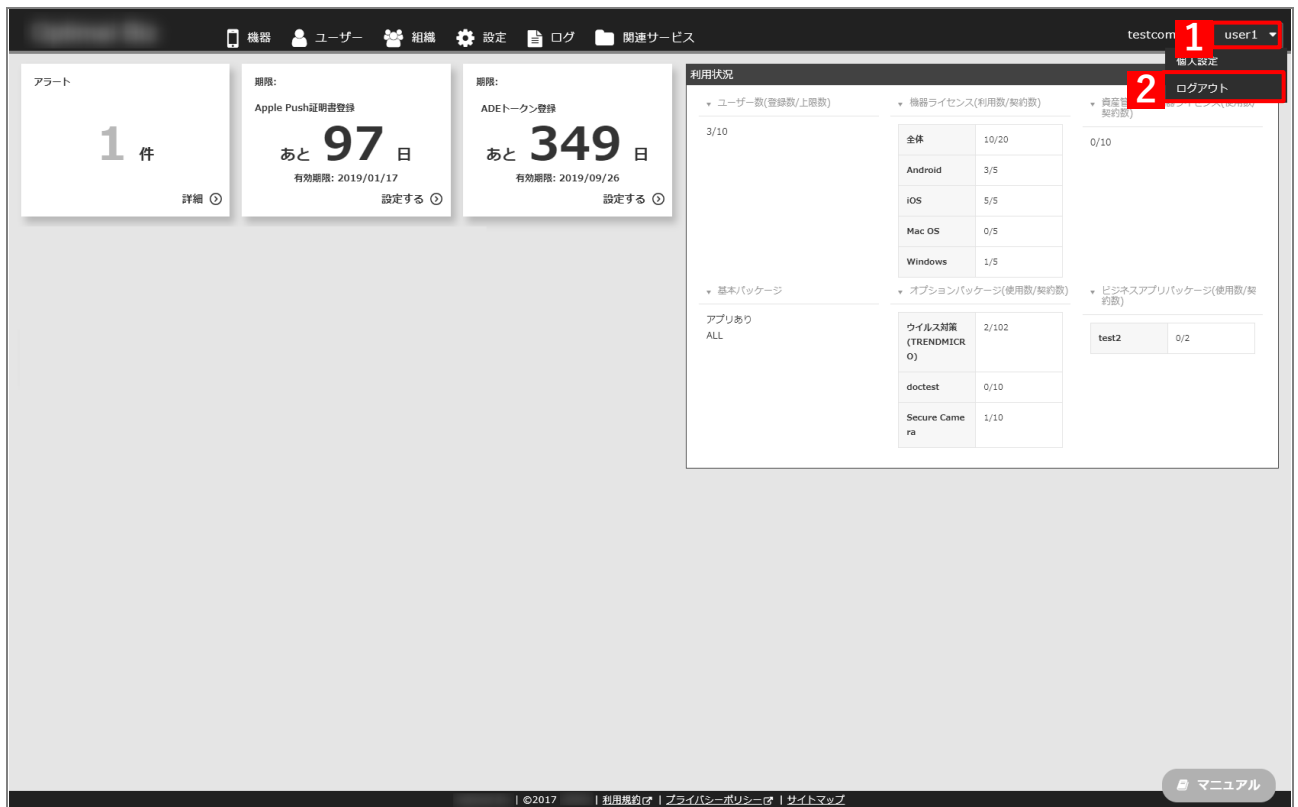 機器 ユーザー 組織 設定 ログ 関連サービス testcom 1 user1
個人設定
2 ログアウト
アラート
1 件
詳細
期限:
Apple Push証明書登録
あと 97 日
有効期限: 2019/01/17
設定する
期限:
ADEトークン登録
あと 349 日
有効期限: 2019/09/26
設定する
利用状況
ユーザー数(登録数/上限数)
3/10
機器ライセンス(利用数/契約数)
全体 10/20
Android 3/5
iOS 5/5
Mac OS 0/5
Windows 1/5
資産管
器ライセンス(使用数/
契約数)
0/10
基本パッケージ
アプリあり
ALL
オプションパッケージ(使用数/契約数)
ウイルス対策 2/102
(TRENDMICR
O)
doctest 0/10
Secure Came 1/10
ra
ビジネスアプリパッケージ(使用数/契
約数)
test2 0/2
マニュアル
| ©2017 | 利用規約 | プライバシーポリシー | サイトマップ